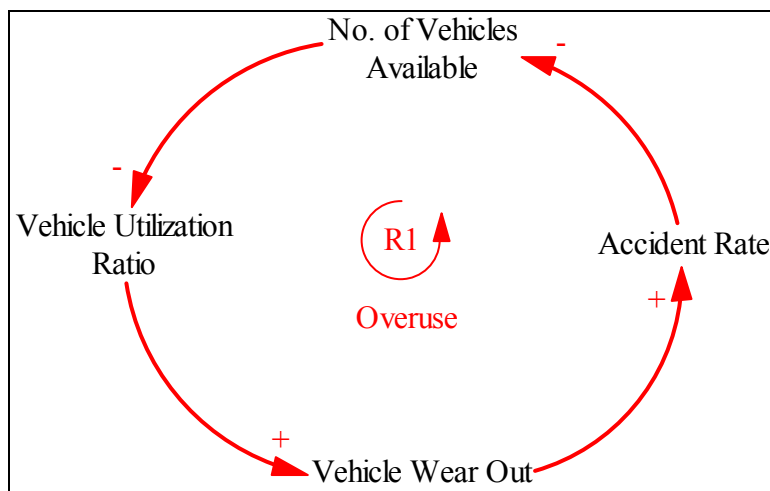 No. of Vehicles
Available
-
-
Vehicle Utilization
Ratio
R1
Accident Rate
+
Overuse
+
Vehicle Wear Out